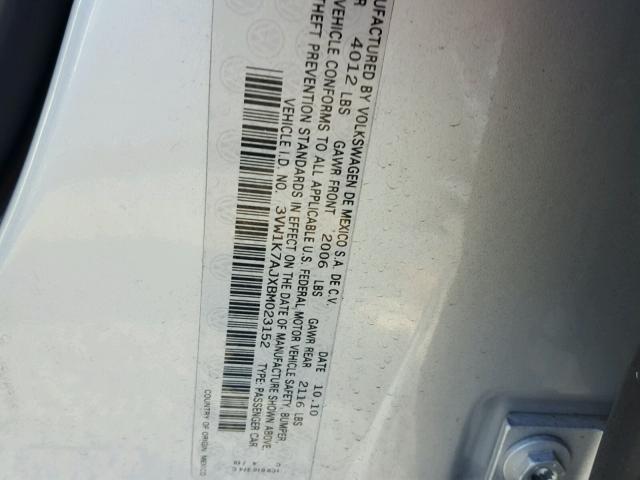 NUFACTURED BY VOLKSWAGEN DE MEXICO S.A. DE C.V. DATE 10.10
R 4012 LBS GAWR FRONT 2006 LBS GAWR REAR 2116 LBS
VEHICLE CONFORMS TO ALL APPLICABLE U.S. FEDERAL MOTOR VEHICLE SAFETY, BUMPER
THEFT PREVENTION STANDARDS IN EFFECT ON THE DATE OF MANUFACTURE SHOWN ABOVE.
VEHICLE I.D. NO. 3VW1K7AJXBM023152 TYPE: PASSENGER CAR
COUNTRY OF ORIGIN: MEXICO